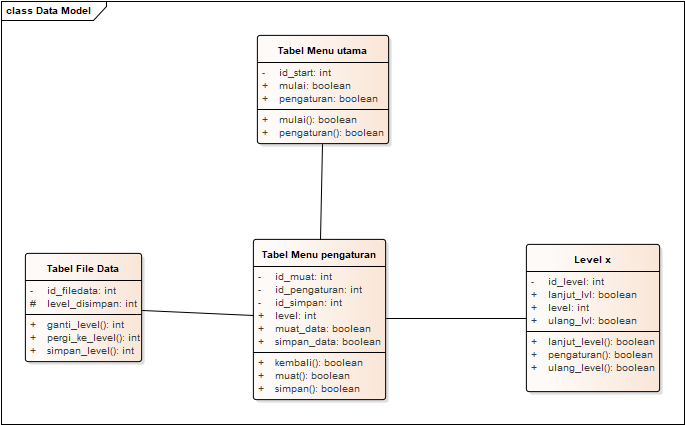 class Data Model
Tabel Menu utama
- id_start: int
+ mulai: boolean
+ pengaturan: boolean
+ mulai(): boolean
+ pengaturan(): boolean
Tabel File Data
- id_filedata: int
# level_disimpan: int
+ ganti_level(): int
+ pergi_ke_level(): int
+ simpan_level(): int
Tabel Menu pengaturan
- id_muat: int
- id_pengaturan: int
- id_simpan: int
+ level: int
+ muat_data: boolean
+ simpan_data: boolean
+ kembali(): boolean
+ muat(): boolean
+ simpan(): boolean
Level x
- id_level: int
+ lanjut_lvl: boolean
+ level: int
+ ulang_lvl: boolean
+ lanjut_level(): boolean
+ pengaturan(): boolean
+ ulang_level(): boolean